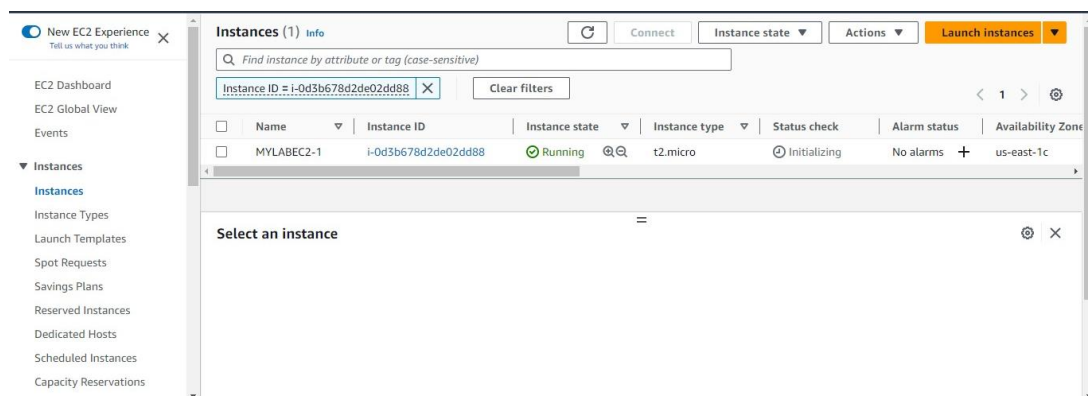 New EC2 Experience
Tell us what you think
EC2 Dashboard
EC2 Global View
Events
Instances
Instances
Instance Types
Launch Templates
Spot Requests
Savings Plans
Reserved Instances
Dedicated Hosts
Scheduled Instances
Capacity Reservations
Instances (1) Info
Connect Instance state Actions Launch instances
Find instance by attribute or tag (case-sensitive)
Instance ID = i-0d3b678d2de02dd88 Clear filters
1
Name Instance ID Instance state Instance type Status check Alarm status Availability Zone
MYLABEC2-1 i-0d3b678d2de02dd88 Running t2.micro Initializing No alarms + us-east-1c
Select an instance